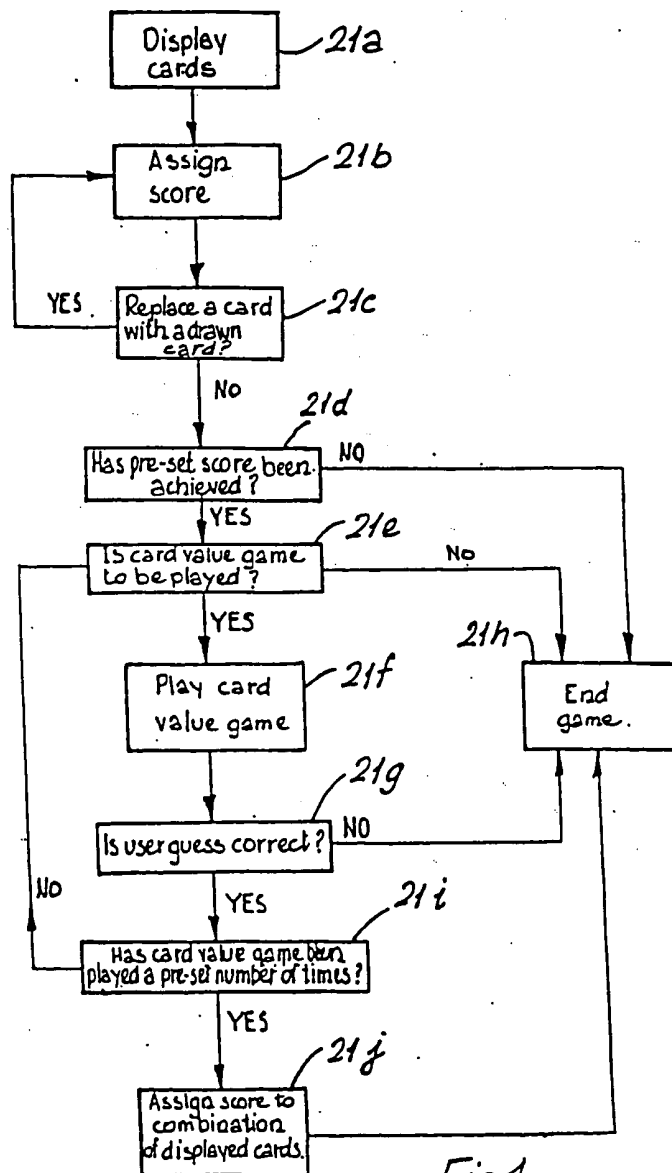 Display
cards
21a
Assign
score
21b
YES
Replace a card
with a drawn
card?
21c
NO
21d
Has pre-set score been
achieved?
NO
YES
21e
Is card value game
to be played?
No
YES
21h
Play card
value game
21f
End
game.
21g
Is user guess correct?
NO
NO
YES
21i
Has card value game been
played a pre-set number of times?
YES
21j
Assign score to
combination
of displayed cards.